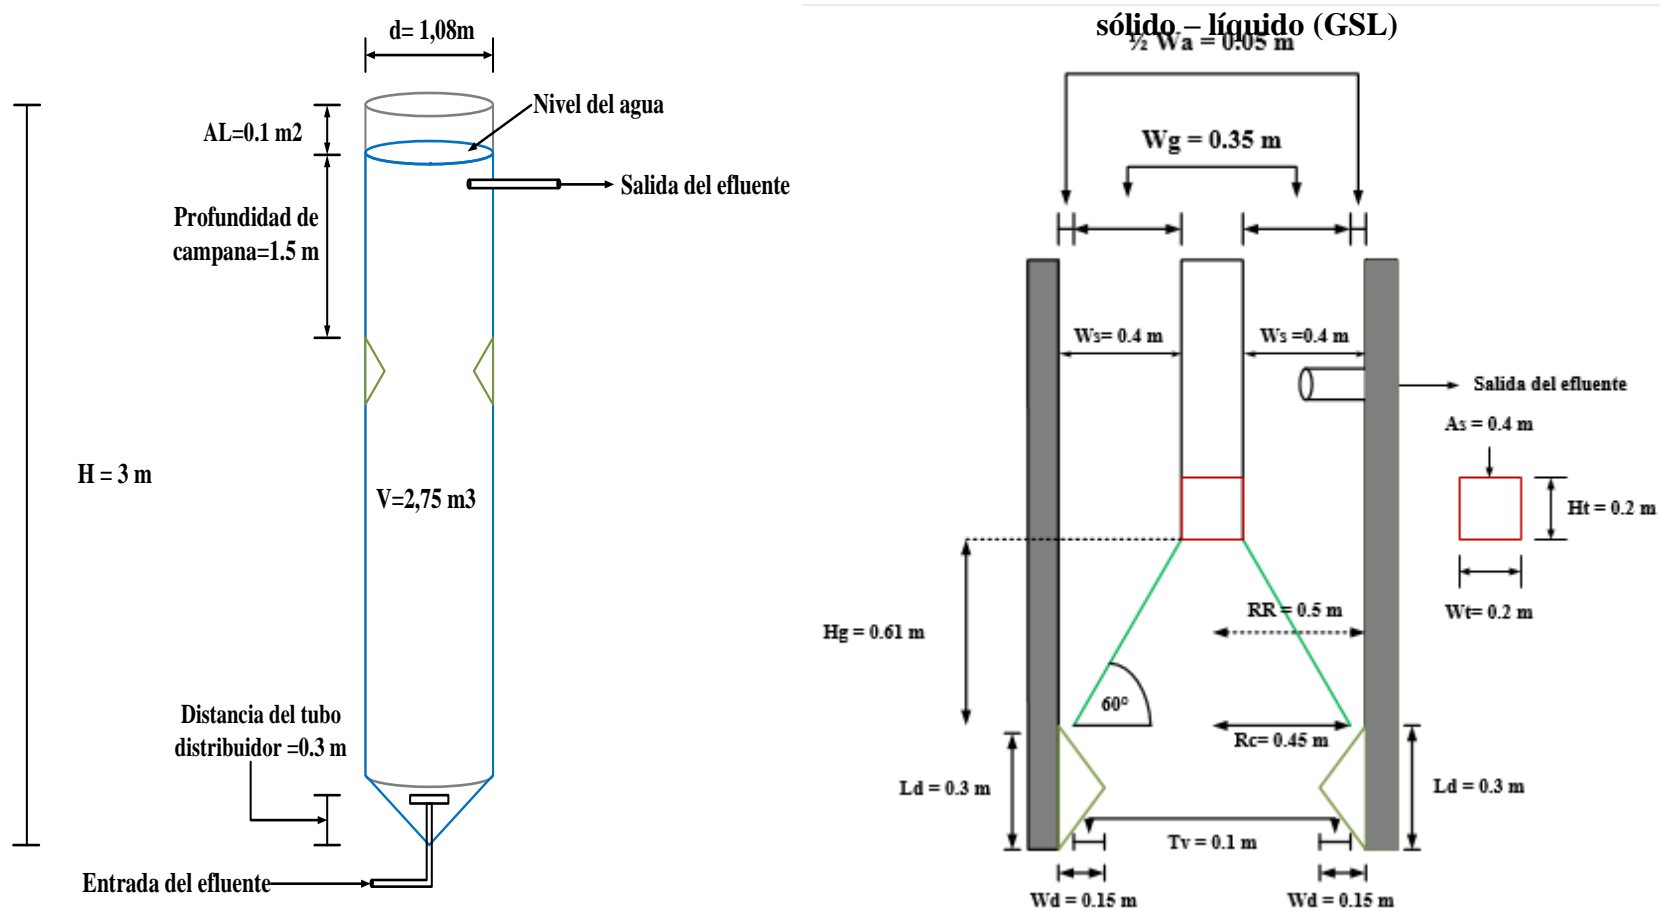 d= 1,08m
Nivel del agua
AL=0.1 m2
Salida del efluente
Profundidad de
campana=1.5 m
H = 3 m
V=2,75 m3
Distancia del tubo
distribuidor =0.3 m
Entrada del efluente
sólido – líquido (GSL)
½ Wa = 0.05 m
Wg = 0.35 m
Ws= 0.4 m
Ws =0.4 m
Salida del efluente
As = 0.4 m
Ht = 0.2 m
Wt= 0.2 m
RR = 0.5 m
Hg = 0.61 m
60°
Rc= 0.45 m
Ld = 0.3 m
Ld = 0.3 m
Tv = 0.1 m
Wd = 0.15 m
Wd = 0.15 m